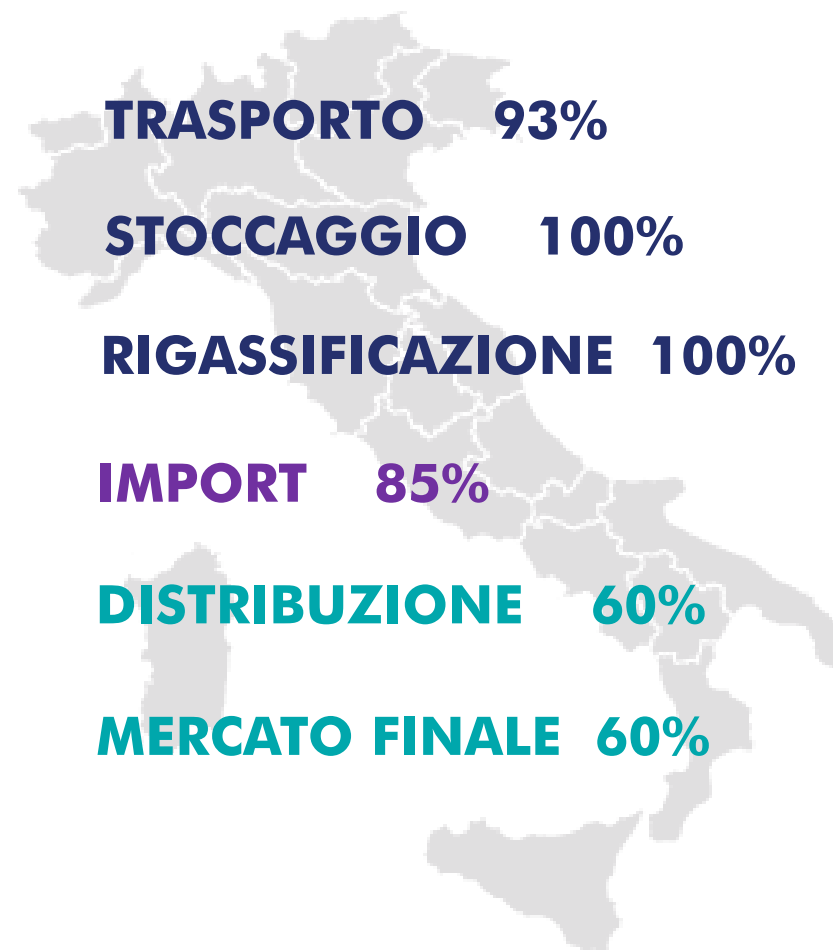 TRASPORTO 93%
STOCCAGGIO 100%
RIGASSIFICAZIONE 100%
IMPORT 85%
DISTRIBUZIONE 60%
MERCATO FINALE 60%